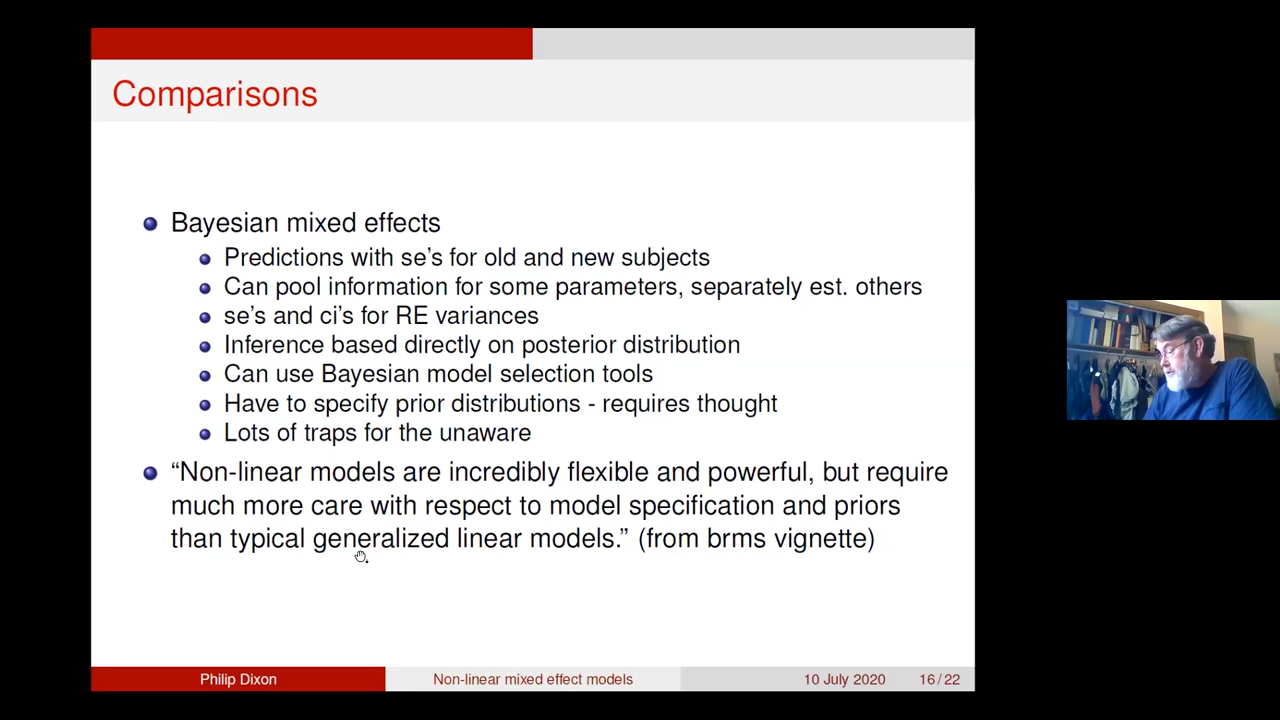 Comparisons
Bayesian mixed effects
Predictions with se's for old and new subjects
Can pool information for some parameters, separately est. others
se's and ci's for RE variances
Inference based directly on posterior distribution
Can use Bayesian model selection tools
Have to specify prior distributions - requires thought
Lots of traps for the unaware
“Non-linear models are incredibly flexible and powerful, but require
much more care with respect to model specification and priors
than typical generalized linear models.” (from brms vignette)
Philip Dixon
Non-linear mixed effect models
10 July 2020
16 / 22